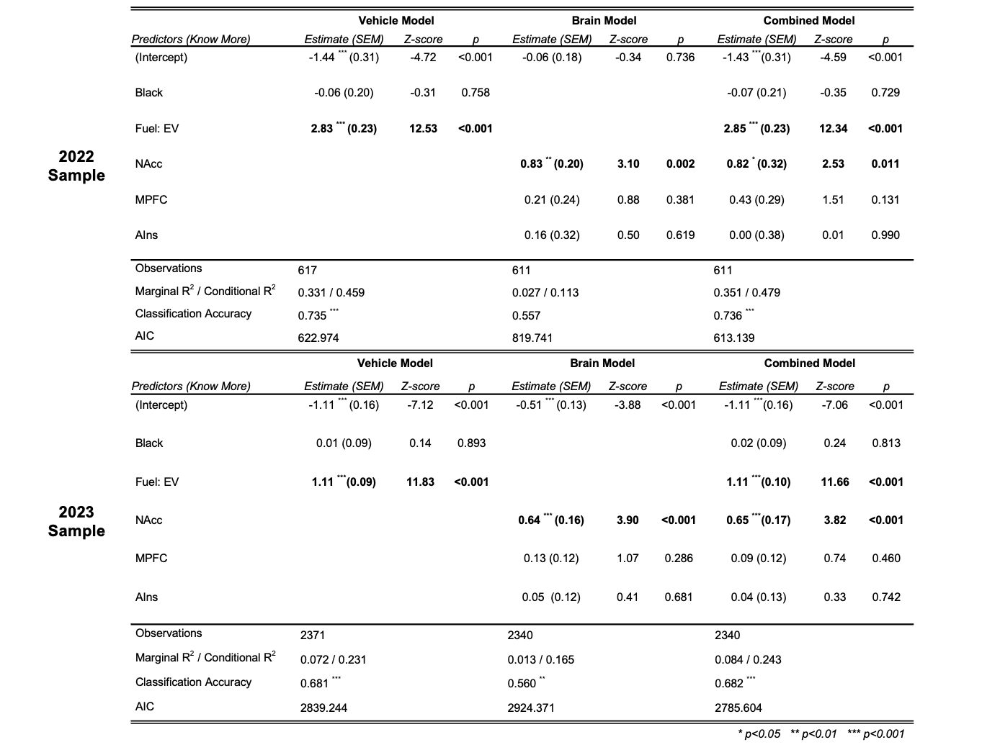 Vehicle Model Brain Model Combined Model
Predictors (Know More) Estimate (SEM) Z-score p Estimate (SEM) Z-score p Estimate (SEM) Z-score p
(Intercept) -1.44 *** (0.31) -4.72 <0.001 -0.06 (0.18) -0.34 0.736 -1.43 *** (0.31) -4.59 <0.001
Black -0.06 (0.20) -0.31 0.758 -0.07 (0.21) -0.35 0.729
Fuel: EV 2.83 *** (0.23) 12.53 <0.001 2.85 *** (0.23) 12.34 <0.001
2022
Sample
NAcc 0.83 ** (0.20) 3.10 0.002 0.82 * (0.32) 2.53 0.011
MPFC 0.21 (0.24) 0.88 0.381 0.43 (0.29) 1.51 0.131
AIns 0.16 (0.32) 0.50 0.619 0.00 (0.38) 0.01 0.990
Observations 617 611 611
Marginal R2 / Conditional R2 0.331 / 0.459 0.027 / 0.113 0.351 / 0.479
Classification Accuracy 0.735 *** 0.557 0.736 ***
AIC 622.974 819.741 613.139
Vehicle Model Brain Model Combined Model
Predictors (Know More) Estimate (SEM) Z-score p Estimate (SEM) Z-score p Estimate (SEM) Z-score p
(Intercept) -1.11 *** (0.16) -7.12 <0.001 -0.51 *** (0.13) -3.88 <0.001 -1.11 *** (0.16) -7.06 <0.001
Black 0.01 (0.09) 0.14 0.893 0.02 (0.09) 0.24 0.813
Fuel: EV 1.11 *** (0.09) 11.83 <0.001 1.11 *** (0.10) 11.66 <0.001
2023
Sample
NAcc 0.64 *** (0.16) 3.90 <0.001 0.65 *** (0.17) 3.82 <0.001
MPFC 0.13 (0.12) 1.07 0.286 0.09 (0.12) 0.74 0.460
AIns 0.05 (0.12) 0.41 0.681 0.04 (0.13) 0.33 0.742
Observations 2371 2340 2340
Marginal R2 / Conditional R2 0.072 / 0.231 0.013 / 0.165 0.084 / 0.243
Classification Accuracy 0.681 *** 0.560 ** 0.682 ***
AIC 2839.244 2924.371 2785.604
* p<0.05 ** p<0.01 *** p<0.001